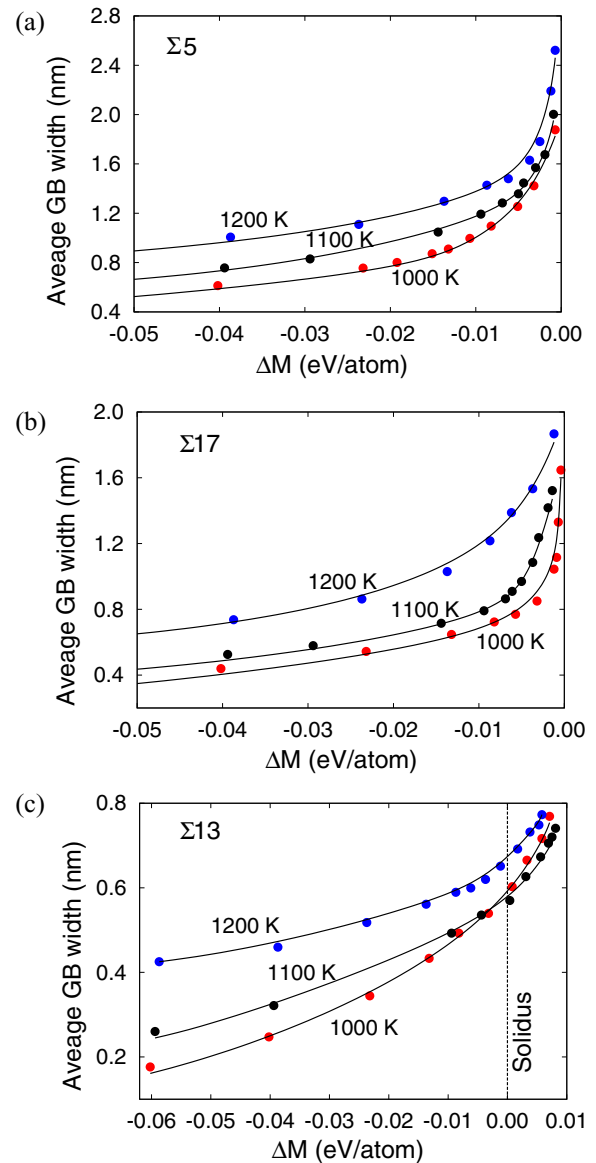 (a)
Σ5
2.8
2.4
2.0
1.6
1.2
0.8
0.4
Aveage GB width (nm)
1200 K
1100 K
1000 K
-0.05 -0.04 -0.03 -0.02 -0.01 0.00
ΔM (eV/atom)
(b)
Σ17
2.0
1.6
1.2
0.8
0.4
Aveage GB width (nm)
1200 K
1100 K
1000 K
-0.05 -0.04 -0.03 -0.02 -0.01 0.00
ΔM (eV/atom)
(c)
Σ13
0.8
0.6
0.4
0.2
Aveage GB width (nm)
1200 K
1100 K
1000 K
Solidus
-0.06 -0.05 -0.04 -0.03 -0.02 -0.01 0.00 0.01
ΔM (eV/atom)